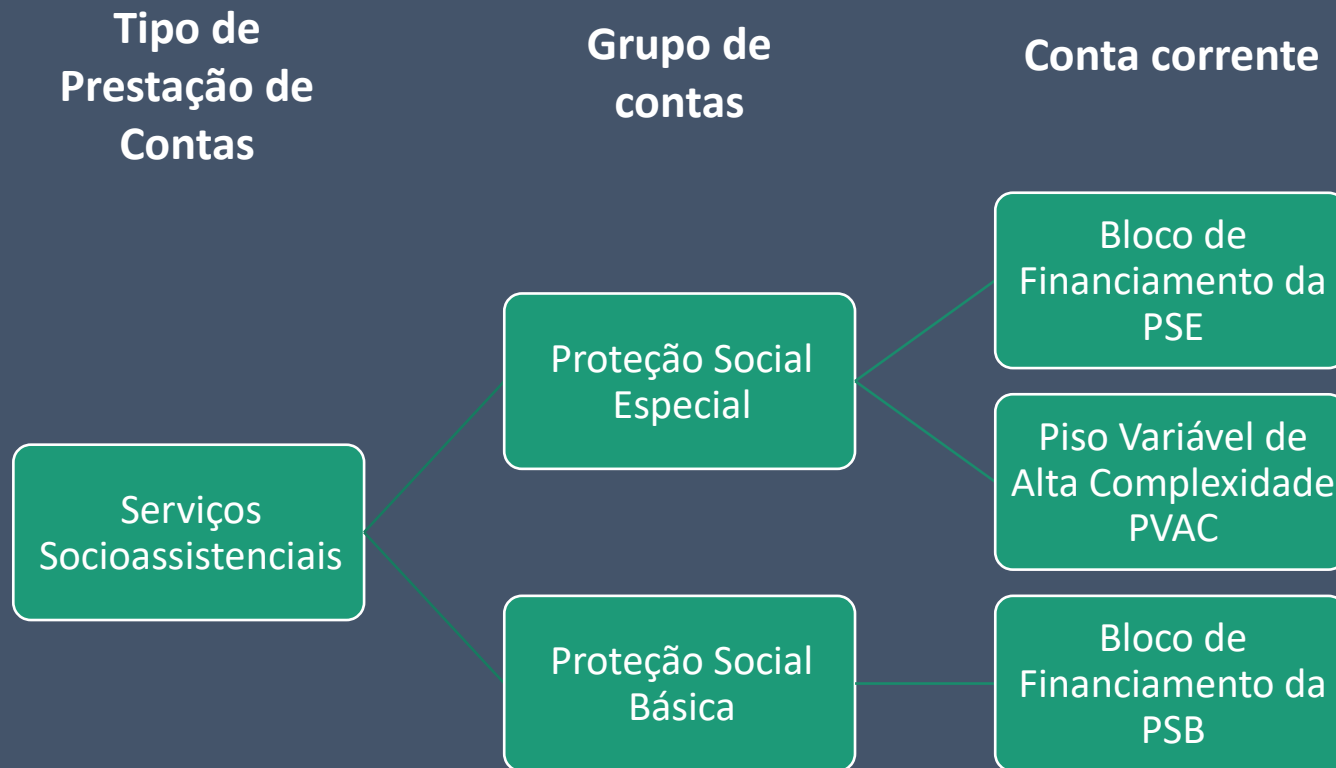 Tipo de
Prestação de
Contas
Grupo de
contas
Conta corrente
Serviços
Socioassistenciais
Proteção Social
Especial
Proteção Social
Básica
Bloco de
Financiamento da
PSE
Piso Variável de
Alta Complexidade
PVAC
Bloco de
Financiamento da
PSB